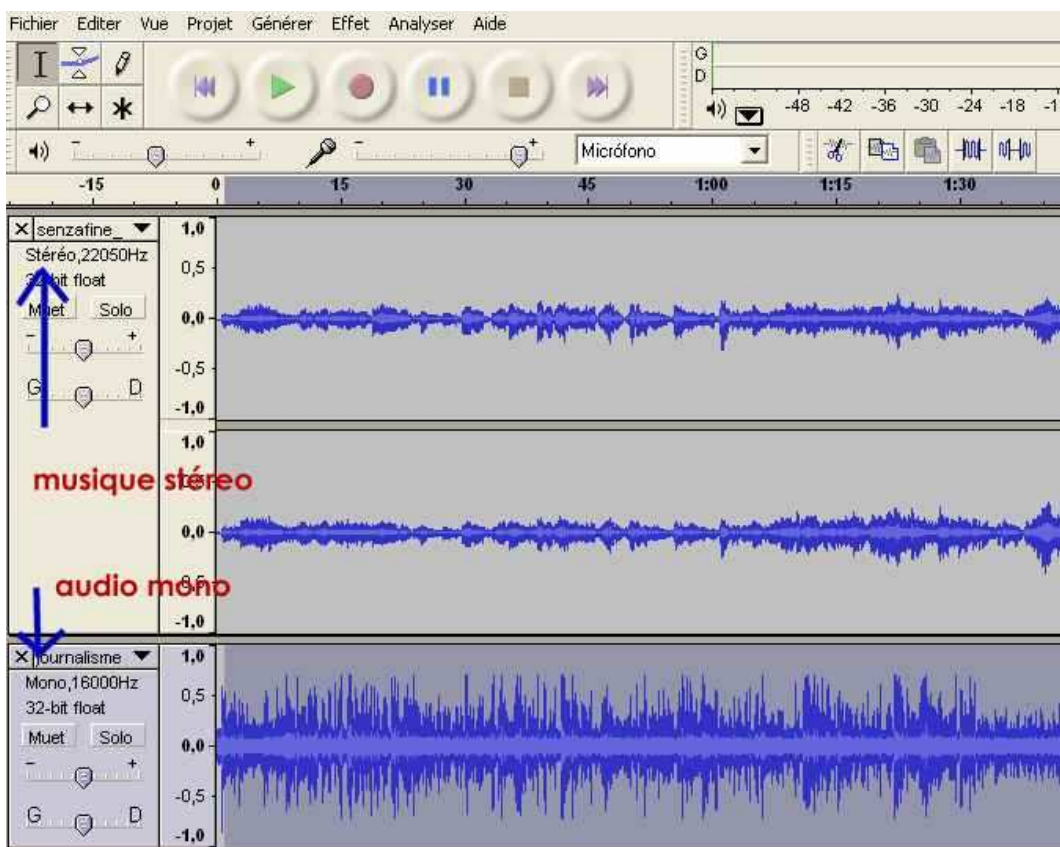 Fichier Editer Vue Projet Générer Effet Analyser Aide
G
D
-48 -42 -36 -30 -24 -18
- +
- +
Micrófono
-15 0 15 30 45 1:00 1:15 1:30
senzafine_
Stéréo,22050Hz
32-bit float
Muet Solo
- +
G D
1,0
0,5
0,0
-0,5
-1,0
1,0
musique stéreo
0,0
audio mono
-1,0
journalisme
Mono,16000Hz
32-bit float
Muet Solo
- +
G D
1,0
0,5
0,0
-0,5
-1,0